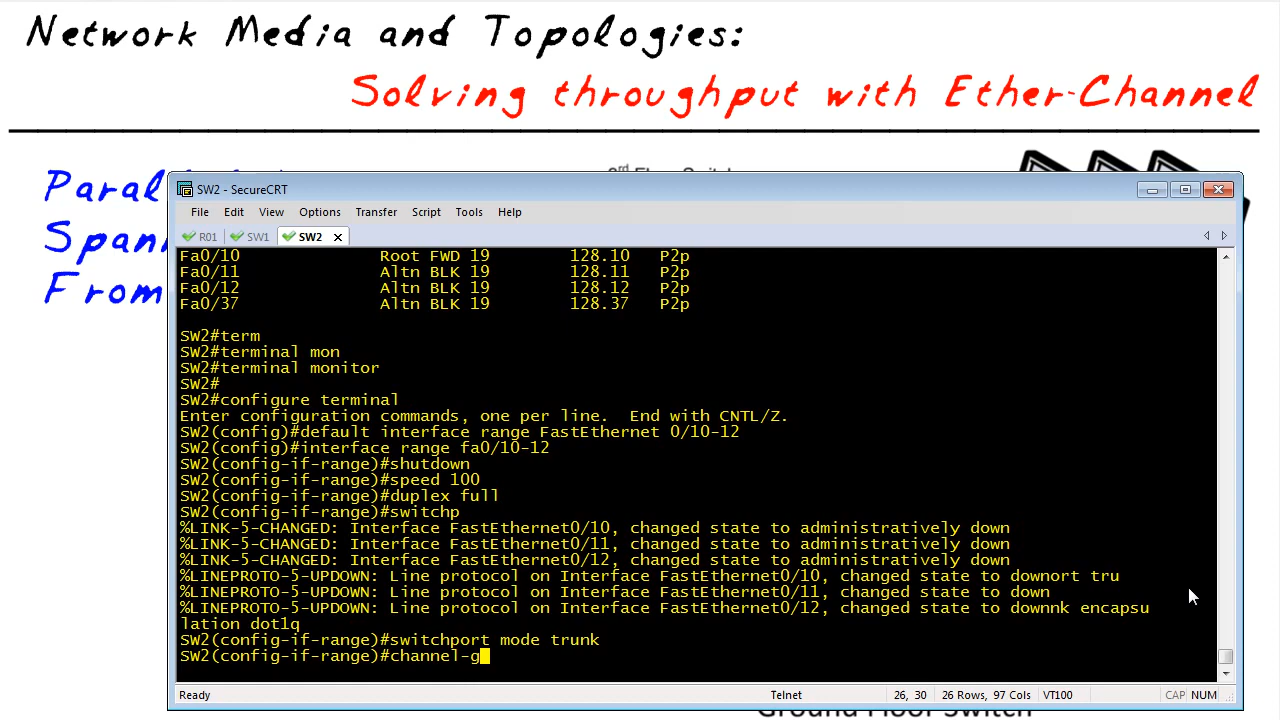 Network Media and Topologies:
Solving throughput with Ether-Channel
Paral
Span
From
SW2 - SecureCRT
File Edit View Options Transfer Script Tools Help
R01 SW1 SW2
Fa0/10 Root FWD 19 128.10 P2p
Fa0/11 Altn BLK 19 128.11 P2p
Fa0/12 Altn BLK 19 128.12 P2p
Fa0/37 Altn BLK 19 128.37 P2p
SW2#term
SW2#terminal mon
SW2#terminal monitor
SW2#
SW2#configure terminal
Enter configuration commands, one per line. End with CNTL/Z.
SW2(config)#default interface range FastEthernet 0/10-12
SW2(config)#interface range fa0/10-12
SW2(config-if-range)#shutdown
SW2(config-if-range)#speed 100
SW2(config-if-range)#duplex full
SW2(config-if-range)#switchp
%LINK-5-CHANGED: Interface FastEthernet0/10, changed state to administratively down
%LINK-5-CHANGED: Interface FastEthernet0/11, changed state to administratively down
%LINK-5-CHANGED: Interface FastEthernet0/12, changed state to administratively down
%LINEPROTO-5-UPDOWN: Line protocol on Interface FastEthernet0/10, changed state to downort tru
%LINEPROTO-5-UPDOWN: Line protocol on Interface FastEthernet0/11, changed state to down
%LINEPROTO-5-UPDOWN: Line protocol on Interface FastEthernet0/12, changed state to downnk encapsu
lation dot1q
SW2(config-if-range)#switchport mode trunk
SW2(config-if-range)#channel-g
Ready Telnet 26, 30 26 Rows, 97 Cols VT100 CAP NUM
Ground Floor Switch